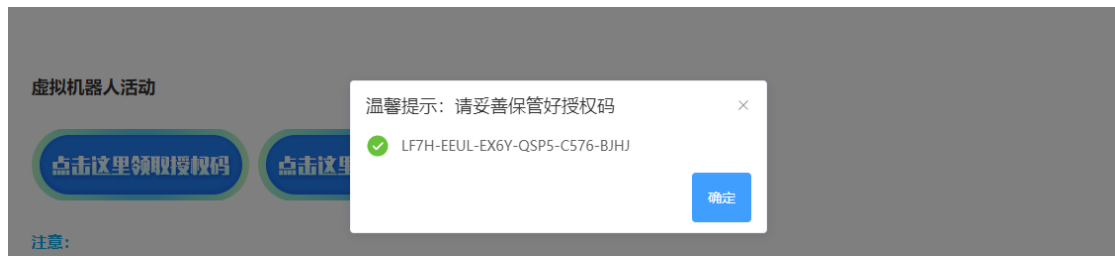 虚拟机器人活动
温馨提示：请妥善保管好授权码
LF7H-EEUL-EX6Y-QSP5-C576-BJHJ
点击这里领取授权码
点击这里
确定
注意：